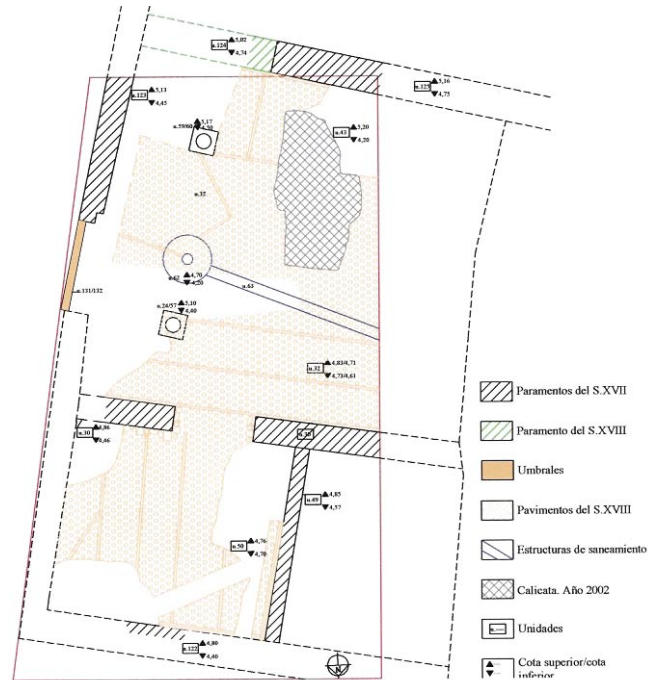 u.124 5,02
4,74
u.125 5,16
4,75
u.123 5,13
4,45
u.59/60 5,17
4,30
u.43 5,20
4,20
u.32
u.62 4,70
4,20
u.63
u.131/132
u.24/57 5,10
4,40
u.32 4,83/4,71
4,73/4,61
u.30 4,86
4,46
u.49 4,85
4,57
u.50 4,76
4,70
u.122 4,80
4,40
N
Paramentos del S.XVII
Paramento del S.XVIII
Umbrales
Pavimentos del S.XVIII
Estructuras de saneamiento
Calicata. Año 2002
Unidades
Cota superior/cota
inferior